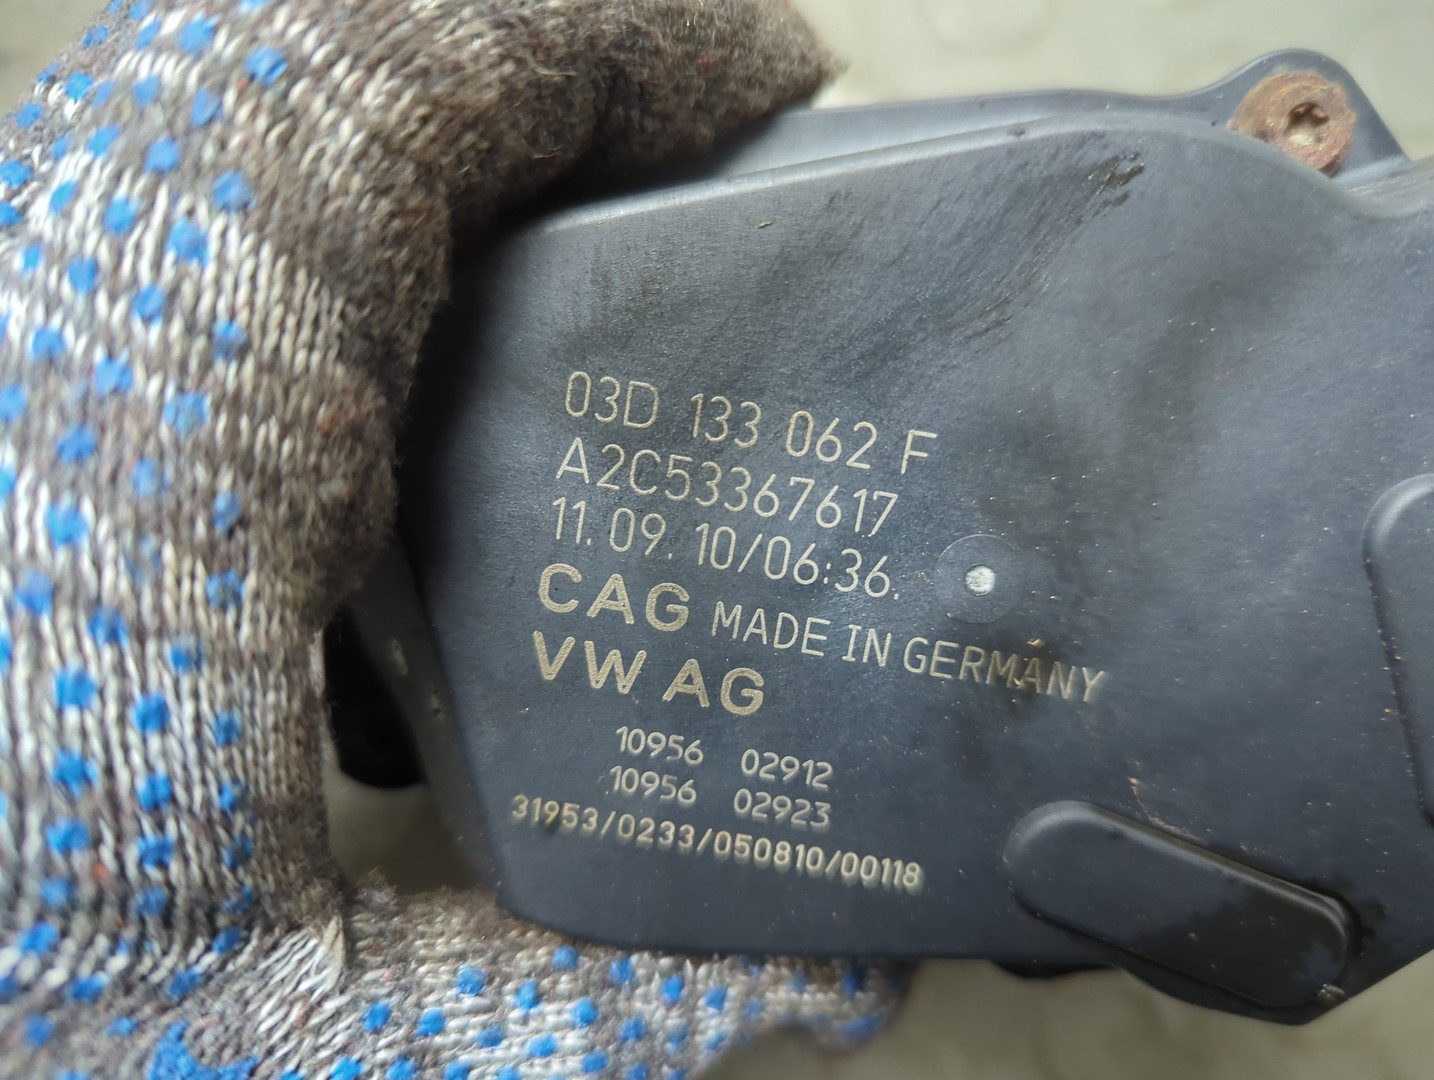 03D 133 062 F
A2C53367617
11.09.10/06:36.
CAG MADE IN GERMANY
VW AG
10956 02912
10956 02923
31953/0233/050810/00118